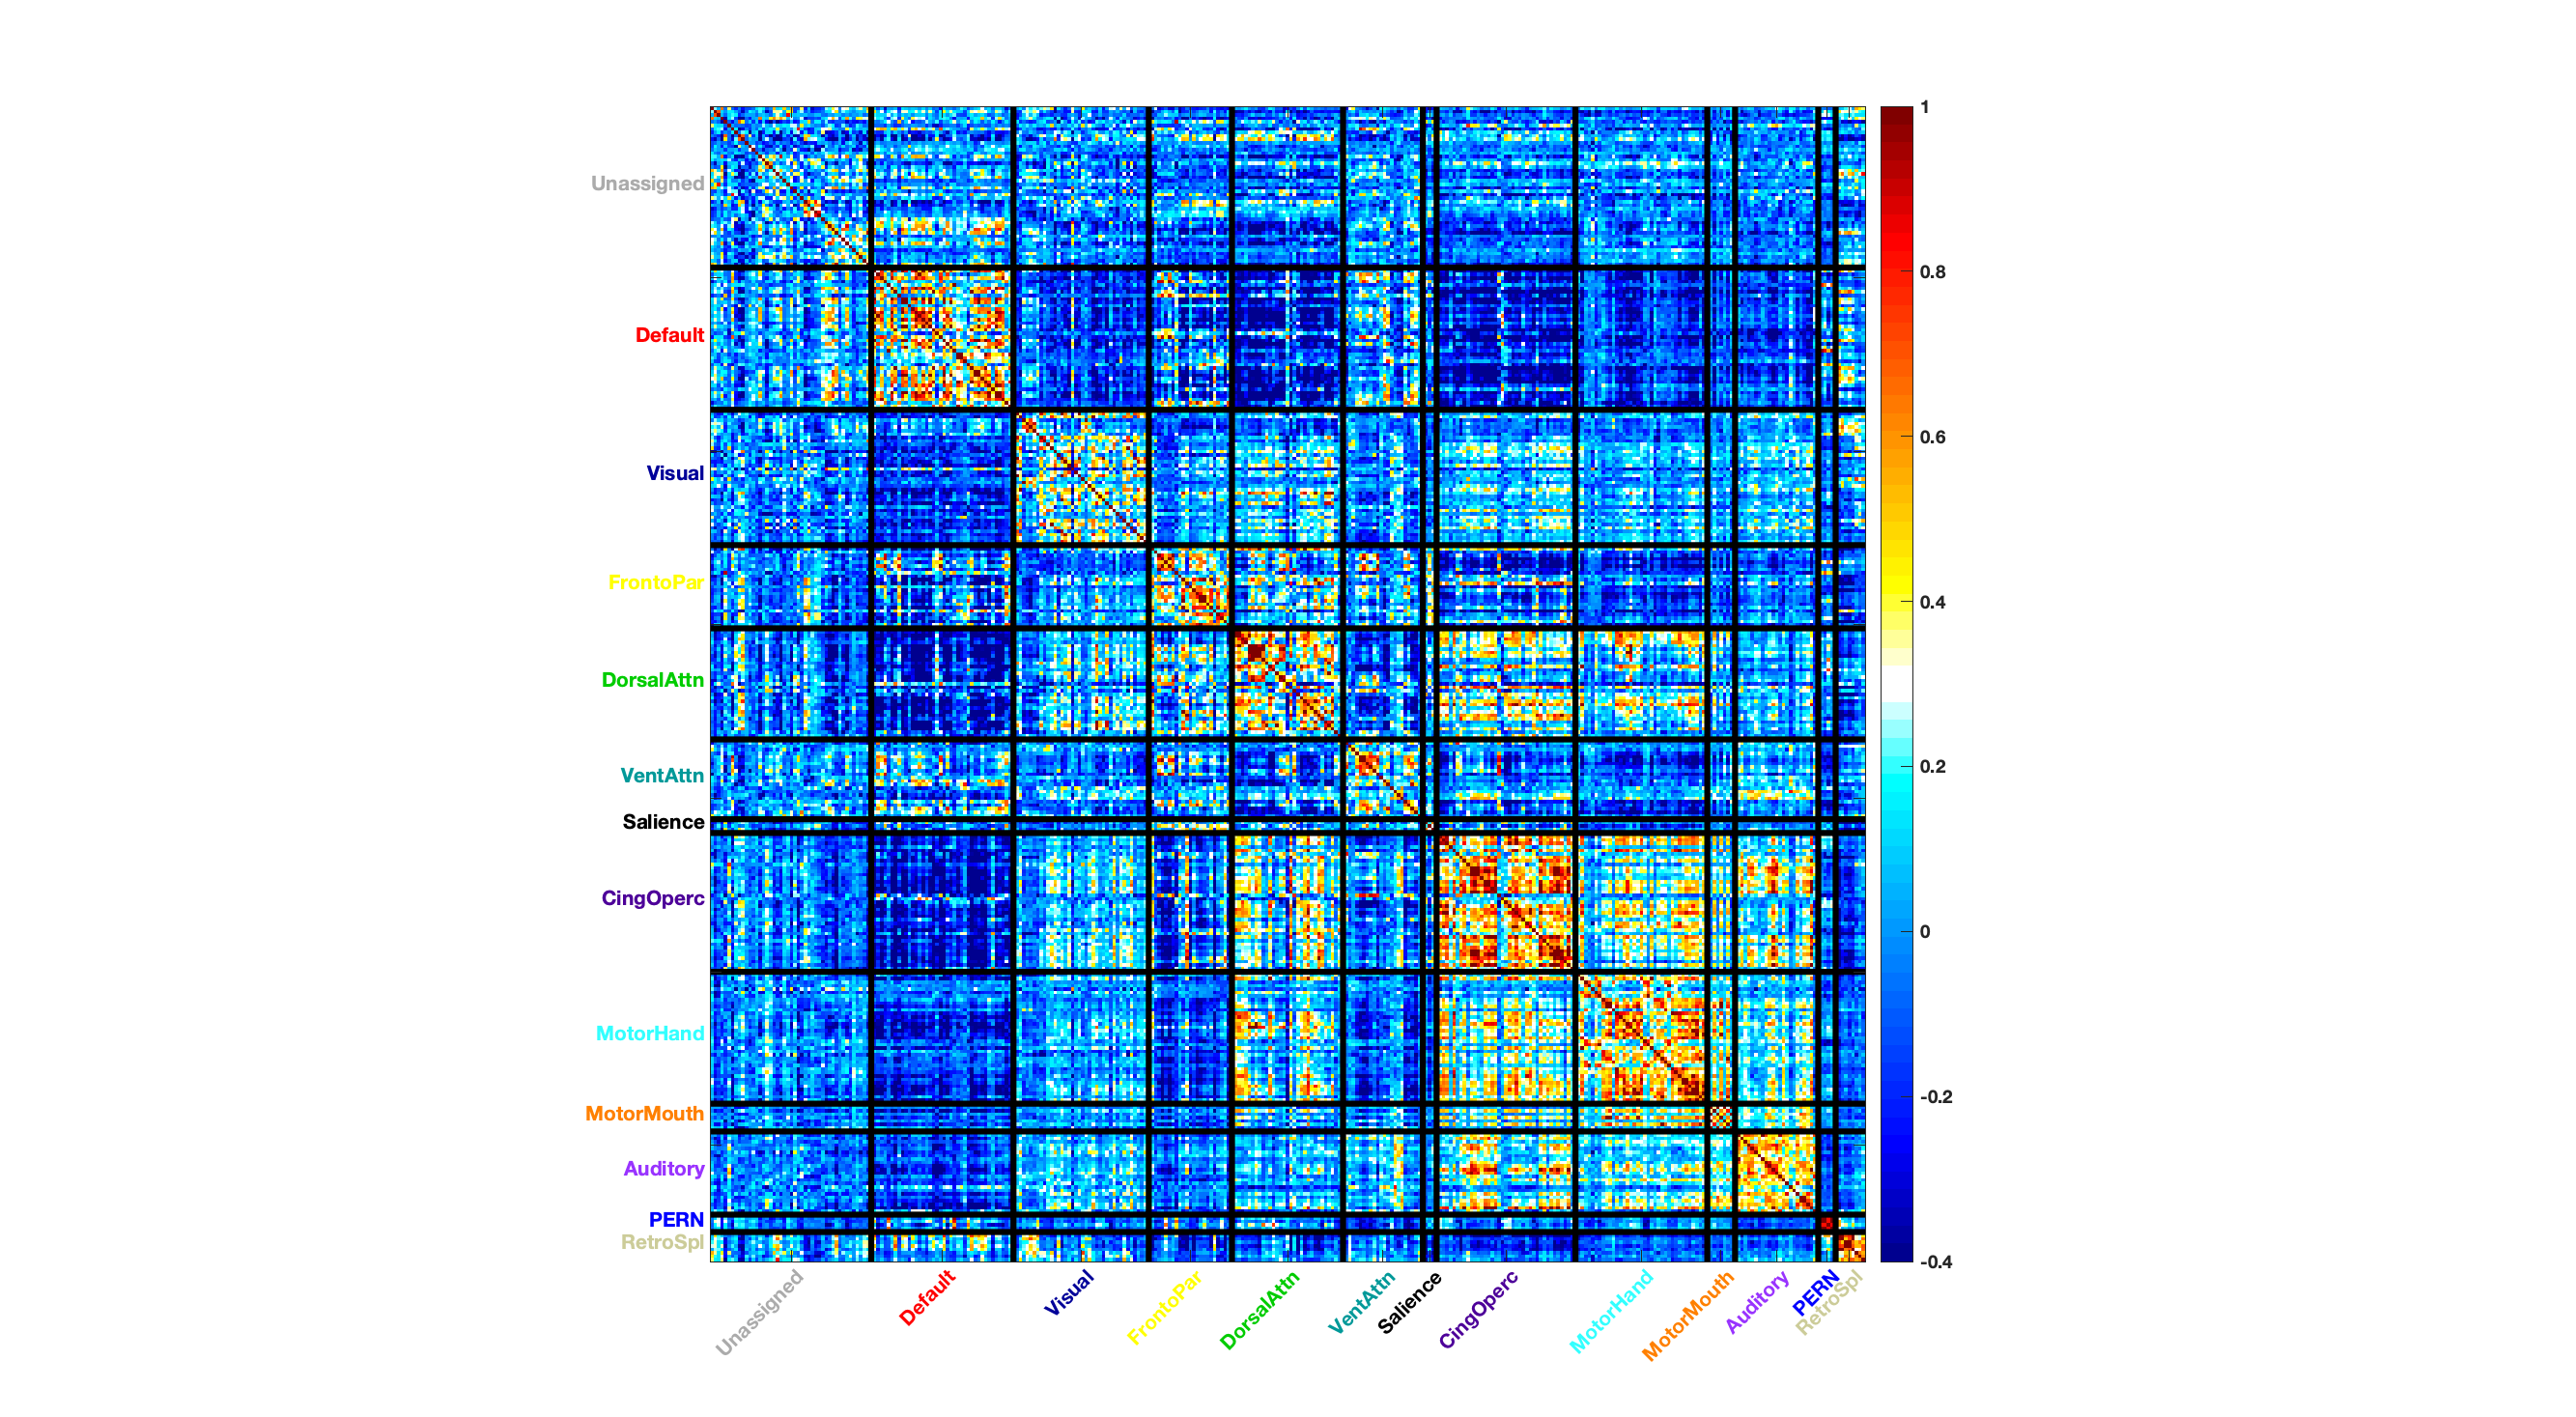 Unassigned
Default
Visual
FrontoPar
DorsalAttn
VentAttn
Salience
CingOperc
MotorHand
MotorMouth
Auditory
PERN
RetroSpl
Unassigned
Default
Visual
FrontoPar
DorsalAttn
VentAttn
Salience
CingOperc
MotorHand
MotorMouth
Auditory
PERN
RetroSpl
1
0.8
0.6
0.4
0.2
0
-0.2
-0.4